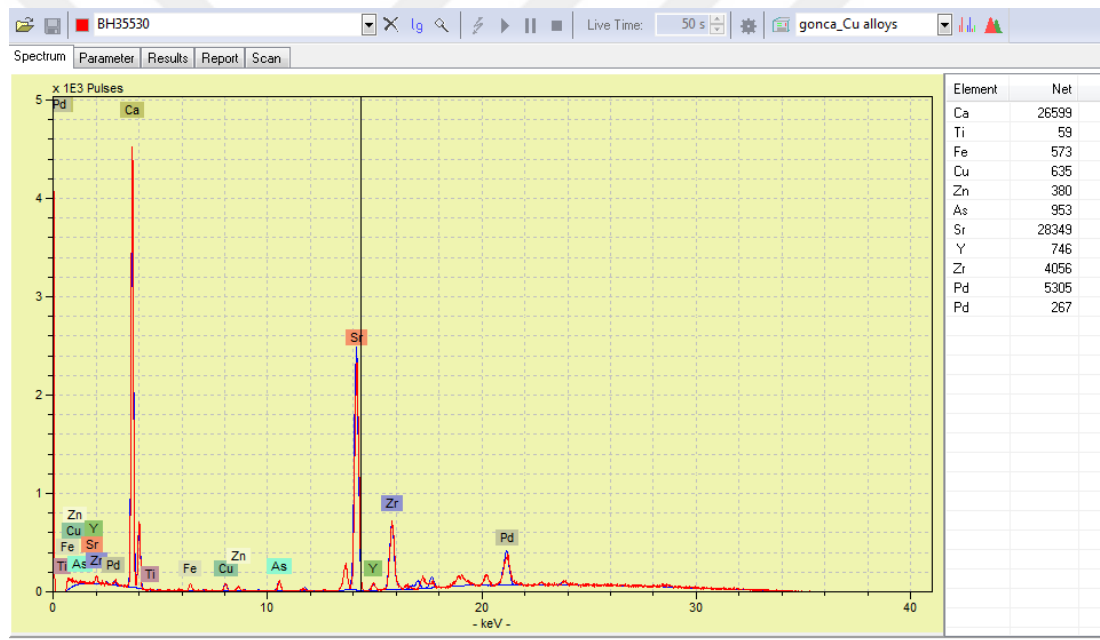 BH35530 lg Live Time: 50 s gonca_Cu alloys
Spectrum Parameter Results Report Scan
x 1E3 Pulses
Pd
Ca
Sr
Zr
Pd
Zn
Cu Y
Fe Sr
Ti As Zr Pd Ti Fe Cu Zn As Y
5
4
3
2
1
0
0 10 20 30 40
- keV -
Element Net
Ca 26599
Ti 59
Fe 573
Cu 635
Zn 380
As 953
Sr 28349
Y 746
Zr 4056
Pd 5305
Pd 267